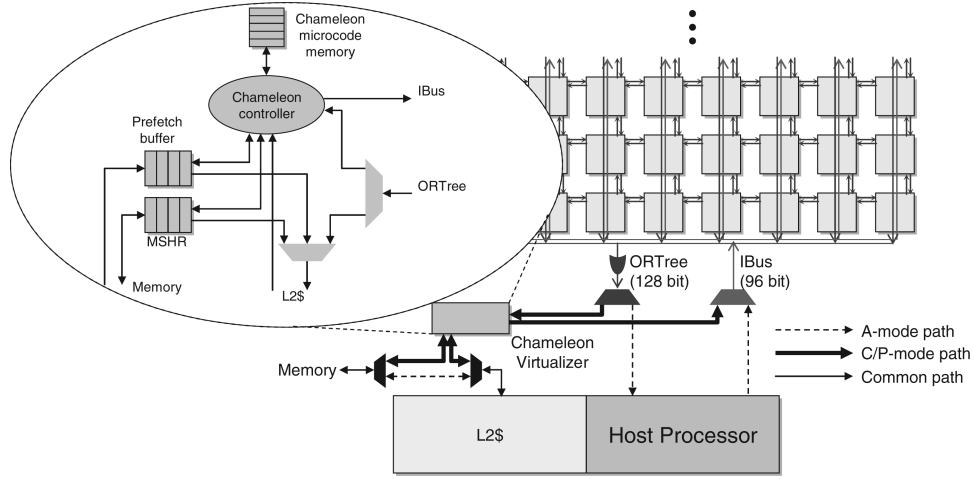 Chameleon
microcode
memory
Chameleon
controller
IBus
Prefetch
buffer
ORTree
MSHR
Memory
L2$
ORTree
(128 bit)
IBus
(96 bit)
Chameleon
Virtualizer
Memory
A-mode path
C/P-mode path
Common path
L2$
Host Processor